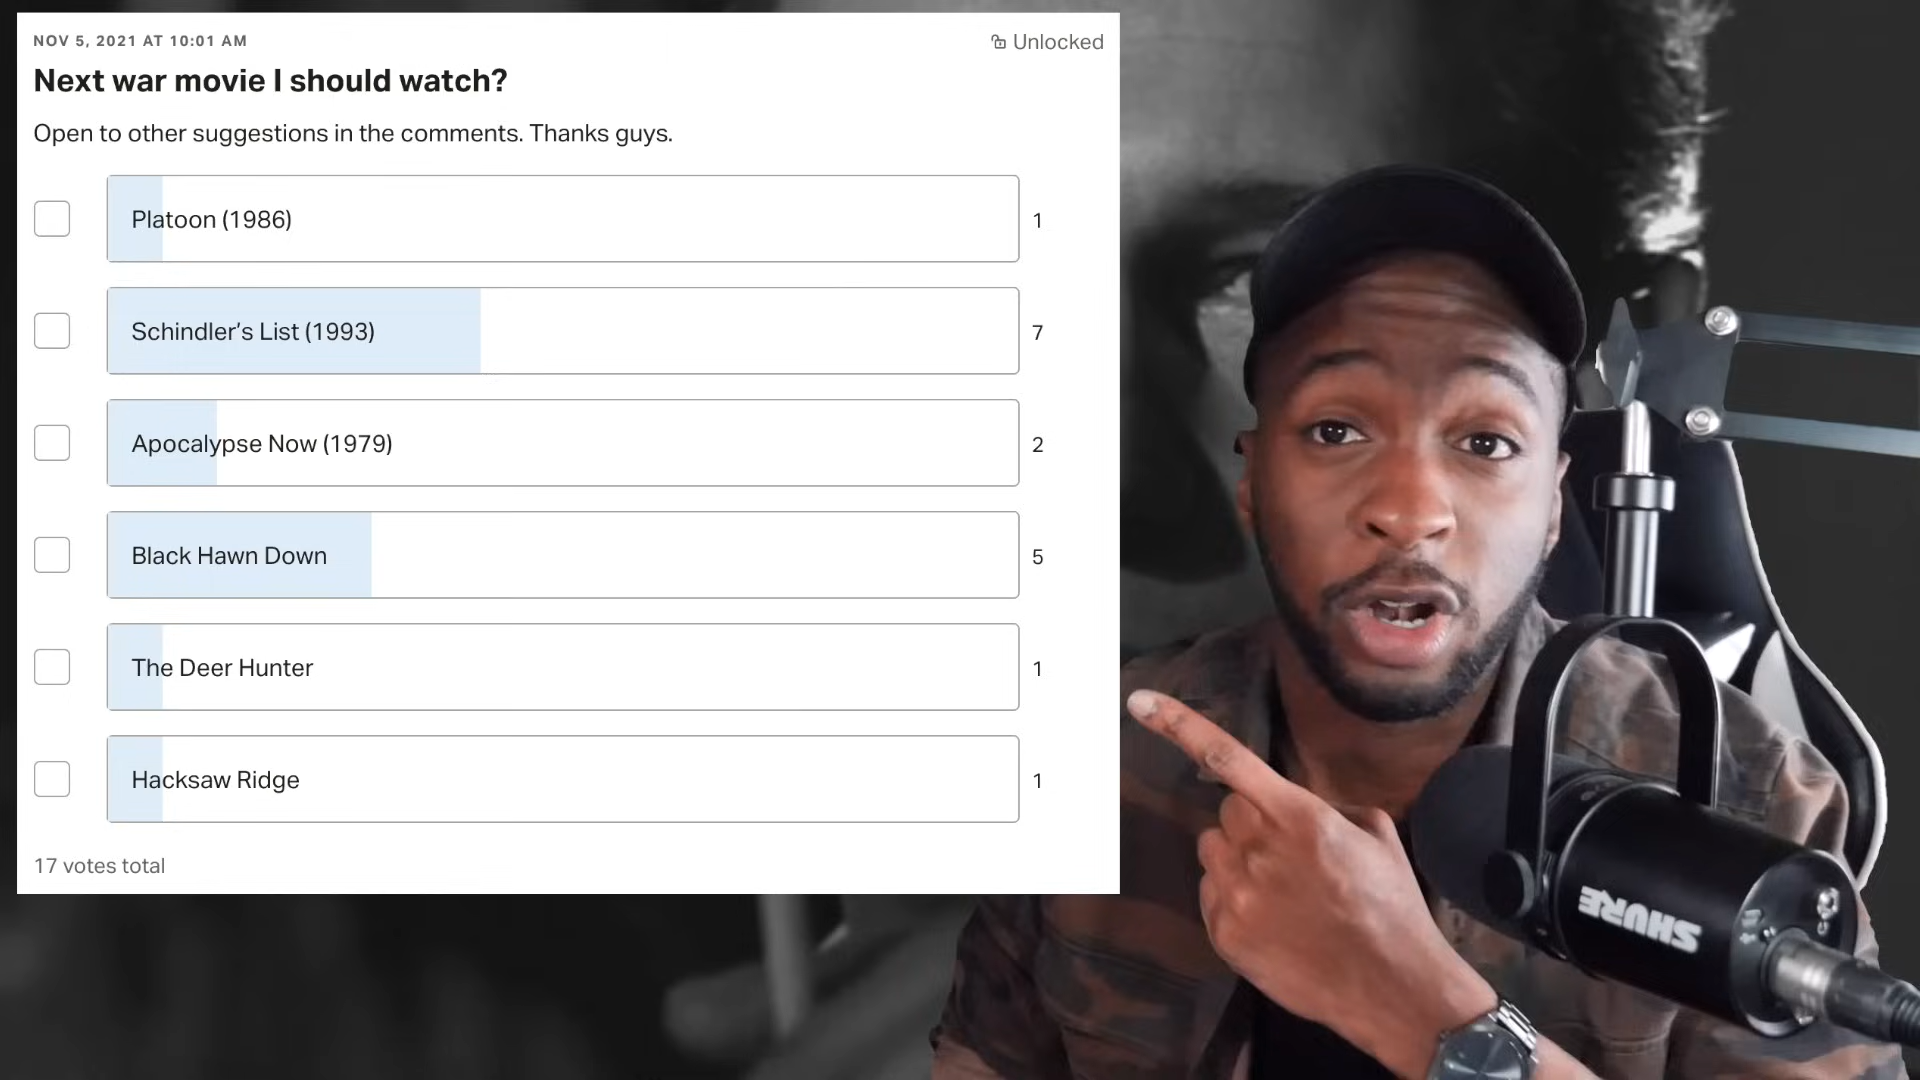 NOV 5, 2021 AT 10:01 AM
Unlocked
Next war movie I should watch?
Open to other suggestions in the comments. Thanks guys.
Platoon (1986)
1
Schindler’s List (1993)
7
Apocalypse Now (1979)
2
Black Hawn Down
5
The Deer Hunter
1
Hacksaw Ridge
1
17 votes total
SHURE